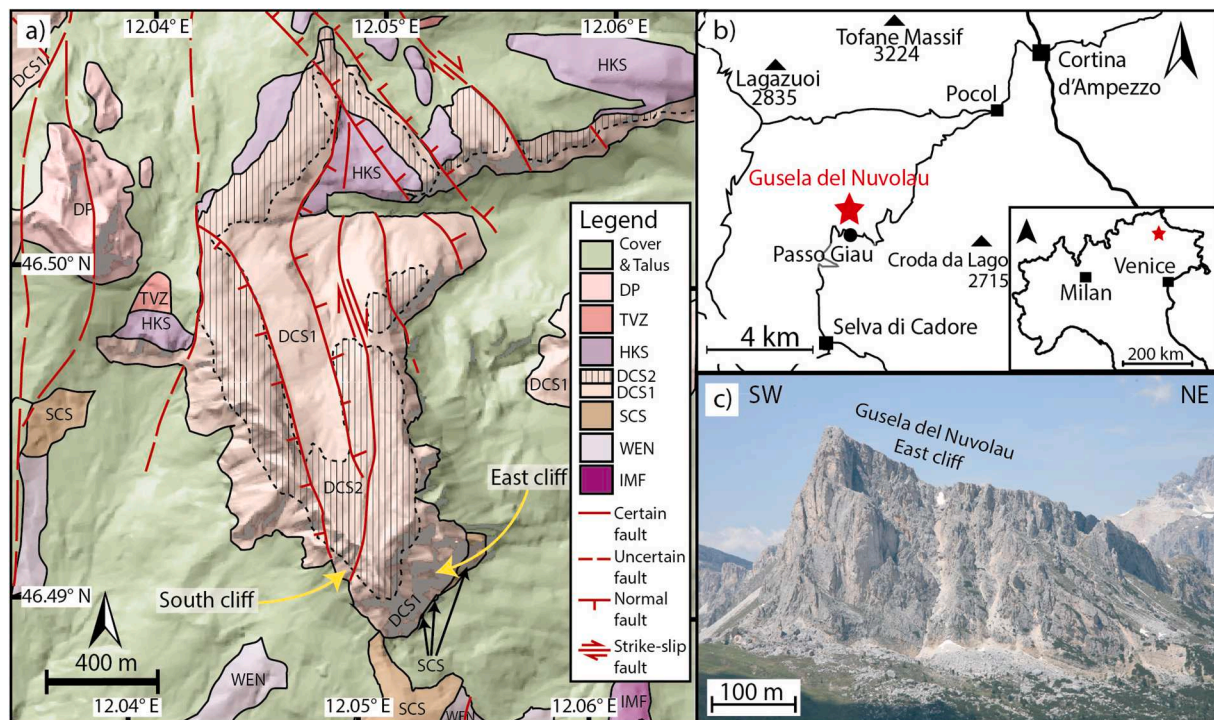 a)
12.04° E
12.05° E
12.06° E
DCS1
HKS
HKS
DP
46.50° N
TVZ
HKS
DCS1
DCS1
SCS
DCS2
East cliff
South cliff
46.49° N
DCS1
SCS
400 m
WEN
12.04° E
12.05° E
SCS
WEN
12.06° E
IMF
Legend
Cover
& Talus
DP
TVZ
HKS
DCS2
DCS1
SCS
WEN
IMF
Certain
fault
Uncertain
fault
Normal
fault
Strike-slip
fault
b)
Tofane Massif
3224
Lagazuoi
2835
Cortina
d'Ampezzo
Pocol
Gusela del Nuvolau
Passo Giau
Croda da Lago
2715
4 km
Selva di Cadore
Milan
Venice
200 km
c)
SW
NE
Gusela del Nuvolau
East cliff
100 m